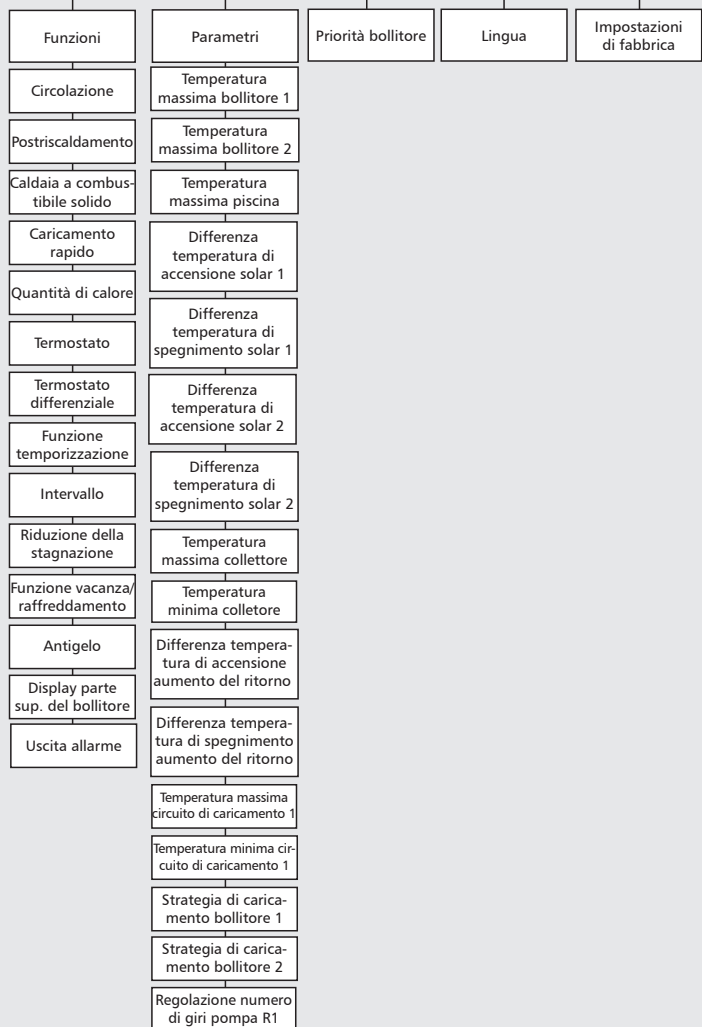 Funzioni
Circolazione
Postriscaldamento
Caldaia a combus-
tibile solido
Caricamento
rapido
Quantità di calore
Termostato
Termostato
differenziale
Funzione
temporizzazione
Intervallo
Riduzione della
stagnazione
Funzione vacanza/
raffreddamento
Antigelo
Display parte
sup. del bollitore
Uscita allarme
Parametri
Temperatura
massima bollitore 1
Temperatura
massima bollitore 2
Temperatura
massima piscina
Differenza
temperatura di
accensione solar 1
Differenza
temperatura di
spegnimento solar 1
Differenza
temperatura di
accensione solar 2
Differenza
temperatura di
spegnimento solar 2
Temperatura
massima collettore
Temperatura
minima colletore
Differenza tempera-
tura di accensione
aumento del ritorno
Differenza tempera-
tura di spegnimento
aumento del ritorno
Temperatura massima
circuito di caricamento 1
Temperatura minima cir-
cuito di caricamento 1
Strategia di carica-
mento bollitore 1
Strategia di carica-
mento bollitore 2
Regolazione numero
di giri pompa R1
Priorità bollitore
Lingua
Impostazioni
di fabbrica